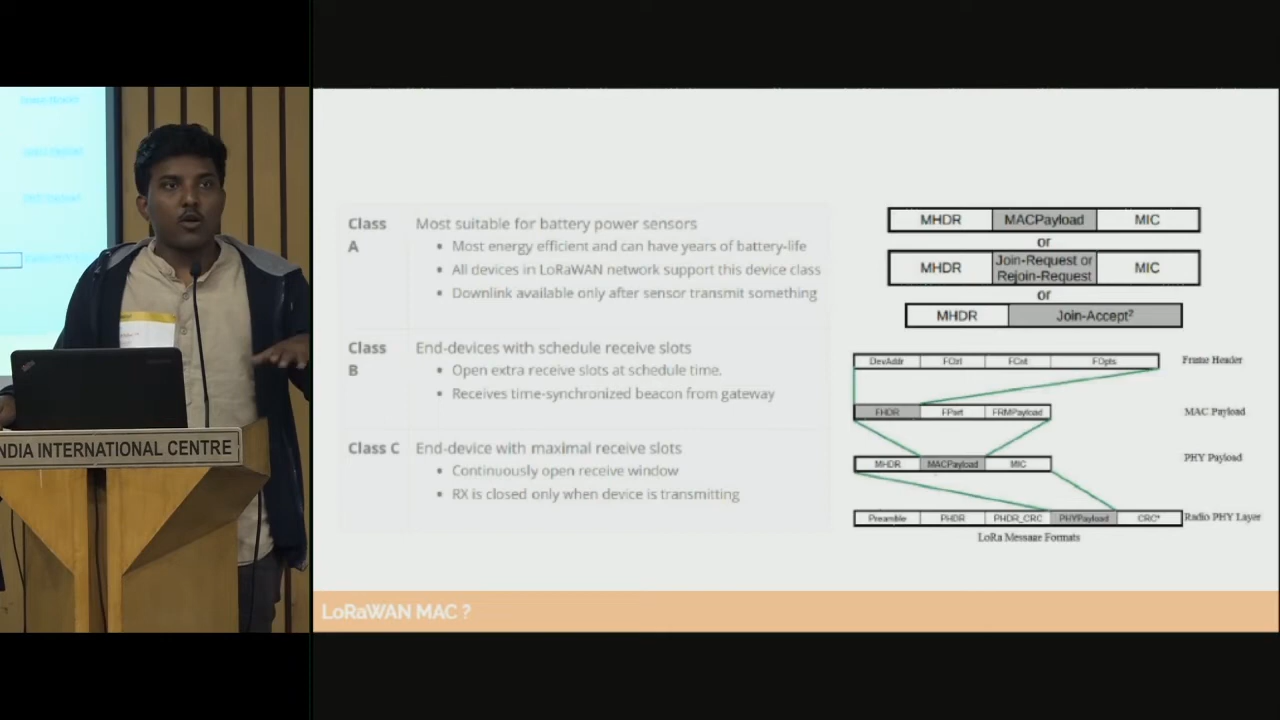 INDIA INTERNATIONAL CENTRE
Class A
Most suitable for battery power sensors
• Most energy efficient and can have years of battery-life
• All devices in LoRaWAN network support this device class
• Downlink available only after sensor transmit something
Class B
End-devices with schedule receive slots
• Open extra receive slots at schedule time.
• Receives time-synchronized beacon from gateway
Class C
End-device with maximal receive slots
• Continuously open receive window
• RX is closed only when device is transmitting
MHDR MACPayload MIC
or
MHDR Join-Request or Rejoin-Request MIC
or
MHDR Join-Accept²
DevAddr FCtrl FCnt FOpts Frame Header
FHDR FPort FRMPayload MAC Payload
MHDR MACPayload MIC PHY Payload
Preamble PHDR PHDR_CRC PHYPayload CRC* Radio PHY Layer
LoRa Message Formats
LoRaWAN MAC ?